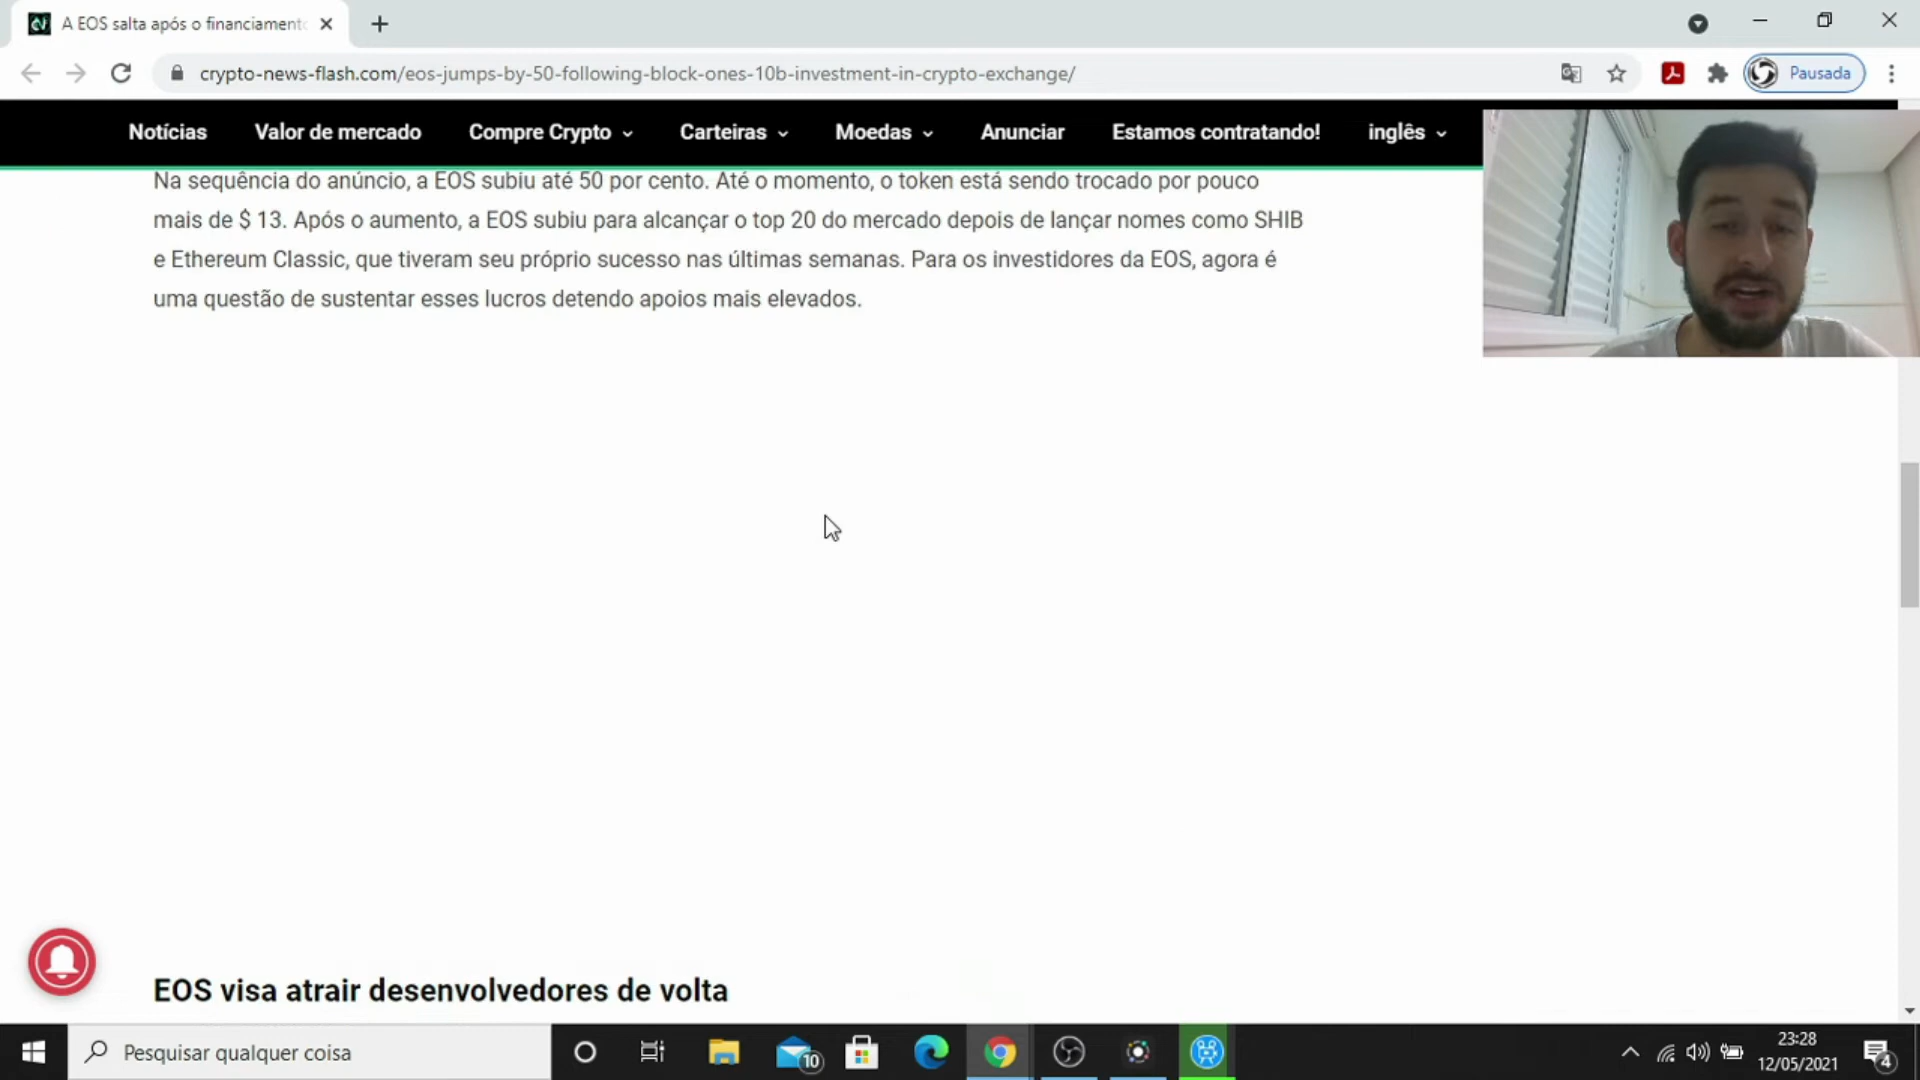 A EOS salta após o financiament
crypto-news-flash.com/eos-jumps-by-50-following-block-ones-10b-investment-in-crypto-exchange/
Pausada
Notícias Valor de mercado Compre Crypto Carteiras Moedas Anunciar Estamos contratando! inglês
Na sequência do anúncio, a EOS subiu até 50 por cento. Até o momento, o token está sendo trocado por pouco
mais de $ 13. Após o aumento, a EOS subiu para alcançar o top 20 do mercado depois de lançar nomes como SHIB
e Ethereum Classic, que tiveram seu próprio sucesso nas últimas semanas. Para os investidores da EOS, agora é
uma questão de sustentar esses lucros detendo apoios mais elevados.
EOS visa atrair desenvolvedores de volta
Pesquisar qualquer coisa
10
23:28
12/05/2021
4